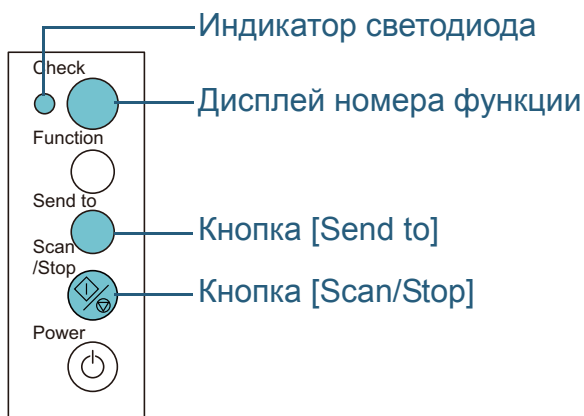 Индикатор светодиода
Check
Дисплей номера функции
Function
Send to
Кнопка [Send to]
Scan
/Stop
Кнопка [Scan/Stop]
Power